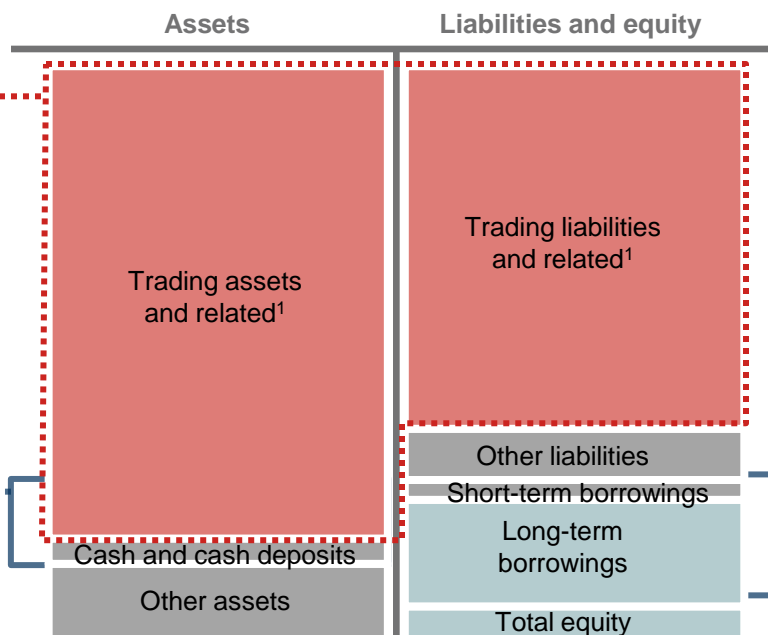 Assets
Liabilities and equity
Trading assets
and related¹
Cash and cash deposits
Other assets
Trading liabilities
and related¹
Other liabilities
Short-term borrowings
Long-term
borrowings
Total equity